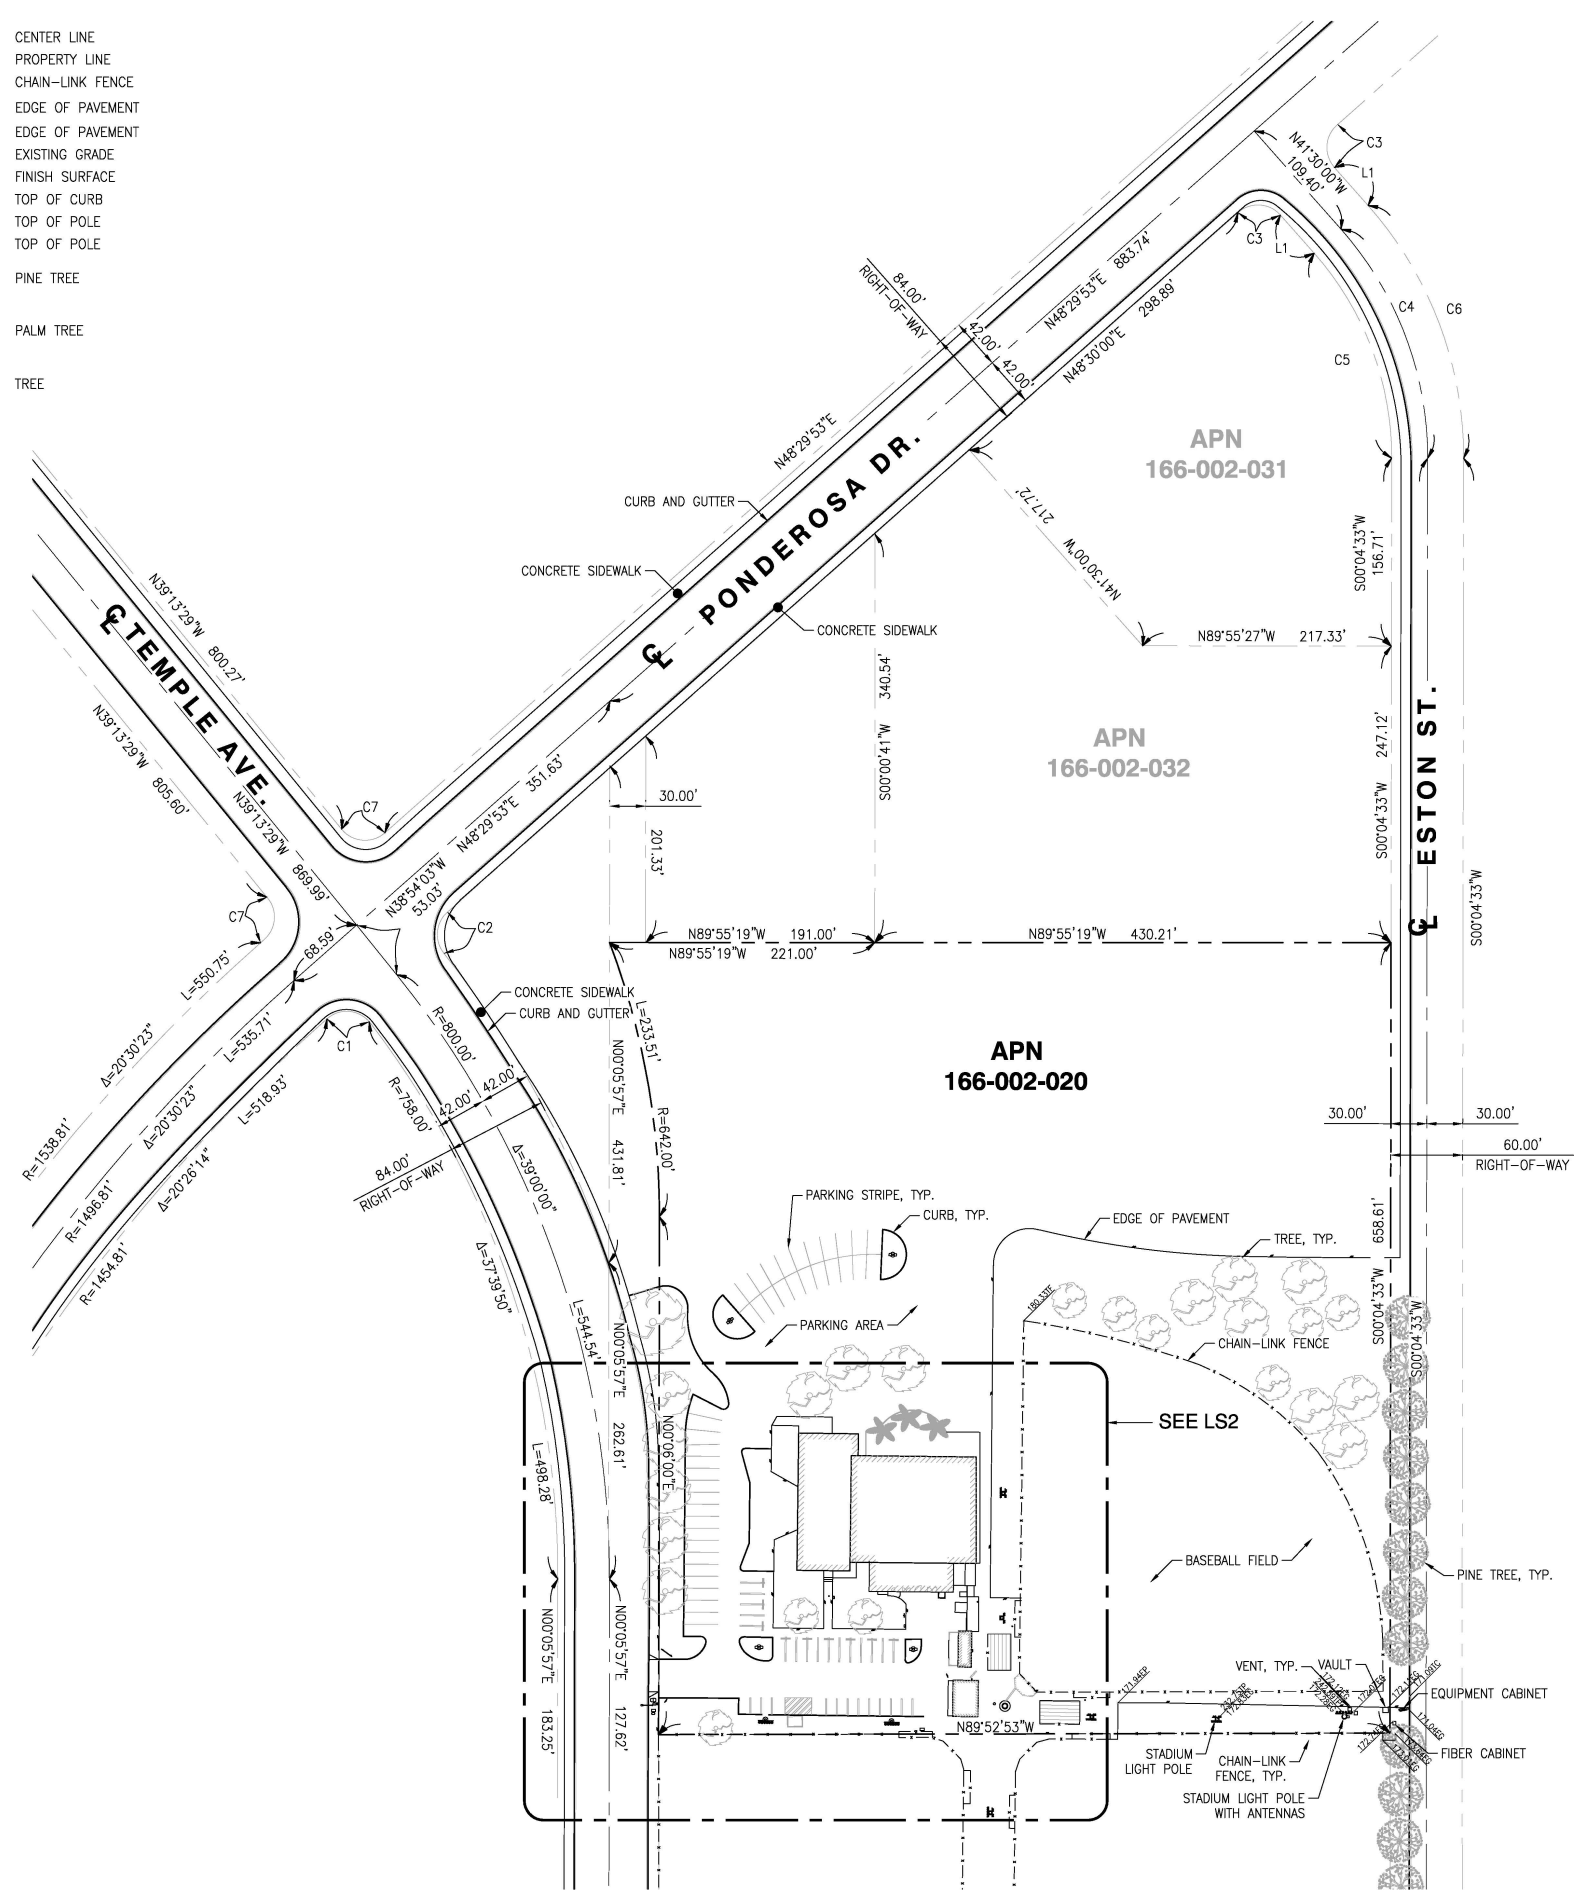 CENTER LINE
PROPERTY LINE
CHAIN-LINK FENCE
EDGE OF PAVEMENT
EDGE OF PAVEMENT
EXISTING GRADE
FINISH SURFACE
TOP OF CURB
TOP OF POLE
TOP OF POLE
PINE TREE
PALM TREE
TREE
C3
L1
N41°30'00"W
109.40'
C3
L1
C4
C6
C5
84.00'
RIGHT-OF-WAY
42.00'
42.00'
N48°29'53"E 883.74'
N48°30'00"E 298.89'
N48°29'53"E
CURB AND GUTTER
PONDEROSA DR.
CONCRETE SIDEWALK
CONCRETE SIDEWALK
APN
166-002-031
217.72'
N41°30'00"W
S00°04'33"W
156.71'
N89°55'27"W 217.33'
N39°13'29"W 800.27'
TEMPLE AVE.
N39°13'29"W 805.60'
N39°13'29"W 869.99'
CL
CL
340.54'
S00°00'41"W
APN
166-002-032
247.12'
S00°04'33"W
ESTON ST.
CL
S00°04'33"W
C7
N48°29'53"E 351.63'
30.00'
201.33'
N38°54'03"W
53.03'
C7
C2
68.59'
L=550.75'
N89°55'19"W 191.00'
N89°55'19"W 221.00'
N89°55'19"W 430.21'
CONCRETE SIDEWALK
CURB AND GUTTER
L=233.51'
L=535.71'
C1
R=800.00'
Δ=20°30'23"
Δ=20°30'23"
L=518.93'
R=758.00'
42.00'
42.00'
N00°05'57"E 431.81'
R=642.00'
APN
166-002-020
R=1538.81'
R=1496.81'
Δ=20°26'14"
R=1454.81'
84.00'
RIGHT-OF-WAY
Δ=39°00'00"
30.00'
30.00'
60.00'
RIGHT-OF-WAY
PARKING STRIPE, TYP.
CURB, TYP.
EDGE OF PAVEMENT
TREE, TYP.
658.61'
S00°04'33"W
S00°04'33"W
Δ=37°39'50"
L=544.54'
180.33TF
PARKING AREA
CHAIN-LINK FENCE
N00°05'57"E 262.61'
N00°06'00"E
SEE LS2
L=498.28'
BASEBALL FIELD
PINE TREE, TYP.
N00°05'57"E 183.25'
N00°05'57"E 127.62'
171.94EP
VENT, TYP.
VAULT
EQUIPMENT CABINET
N89°52'53"W
STADIUM
LIGHT POLE
CHAIN-LINK
FENCE, TYP.
FIBER CABINET
STADIUM LIGHT POLE
WITH ANTENNAS